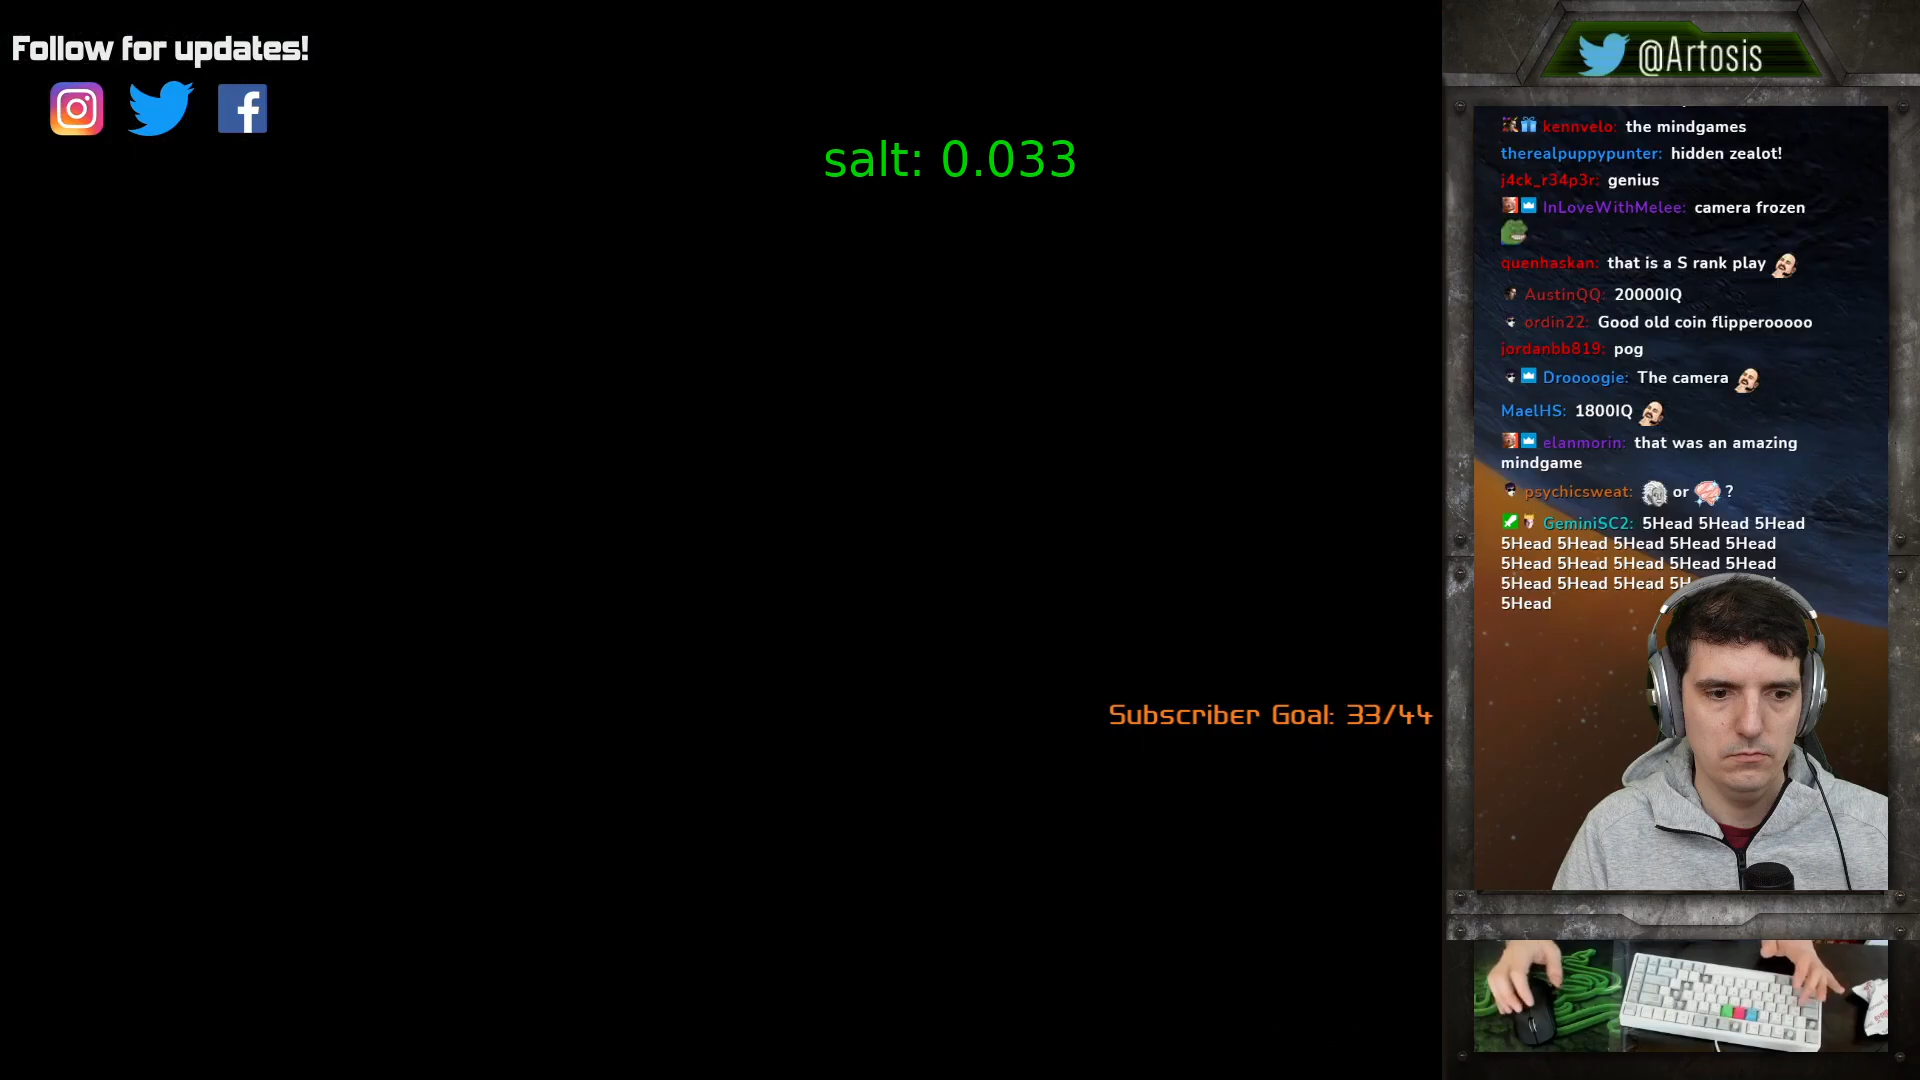 Follow for updates!
salt: 0.033
Subscriber Goal: 33/44
@Artosis
kennvelo: the mindgames
therealpuppypunter: hidden zealot!
j4ck_r34p3r: genius
InLoveWithMelee: camera frozen
quenhaskan: that is a S rank play
AustinQQ: 20000IQ
ordin22: Good old coin flipperooooo
jordanbb819: pog
Droooogie: The camera
MaelHS: 1800IQ
elanmorin: that was an amazing
mindgame
psychicsweat: or ?
GeminiSC2: 5Head 5Head 5Head
5Head 5Head 5Head 5Head 5Head
5Head 5Head 5Head 5Head 5Head
5Head 5Head 5Head
5Head